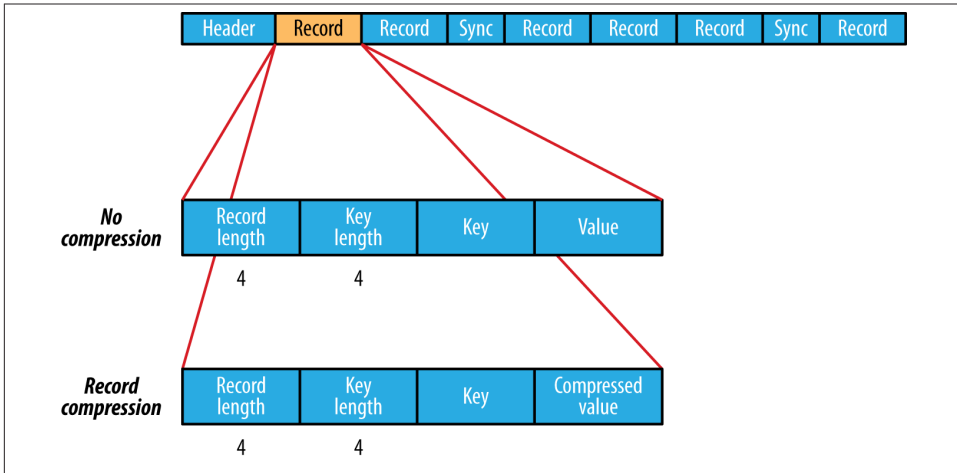 Header Record Record Sync Record Record Record Sync Record
No
compression
Record
length
Key
length
Key
Value
4 4
Record
compression
Record
length
Key
length
Key
Compressed
value
4 4